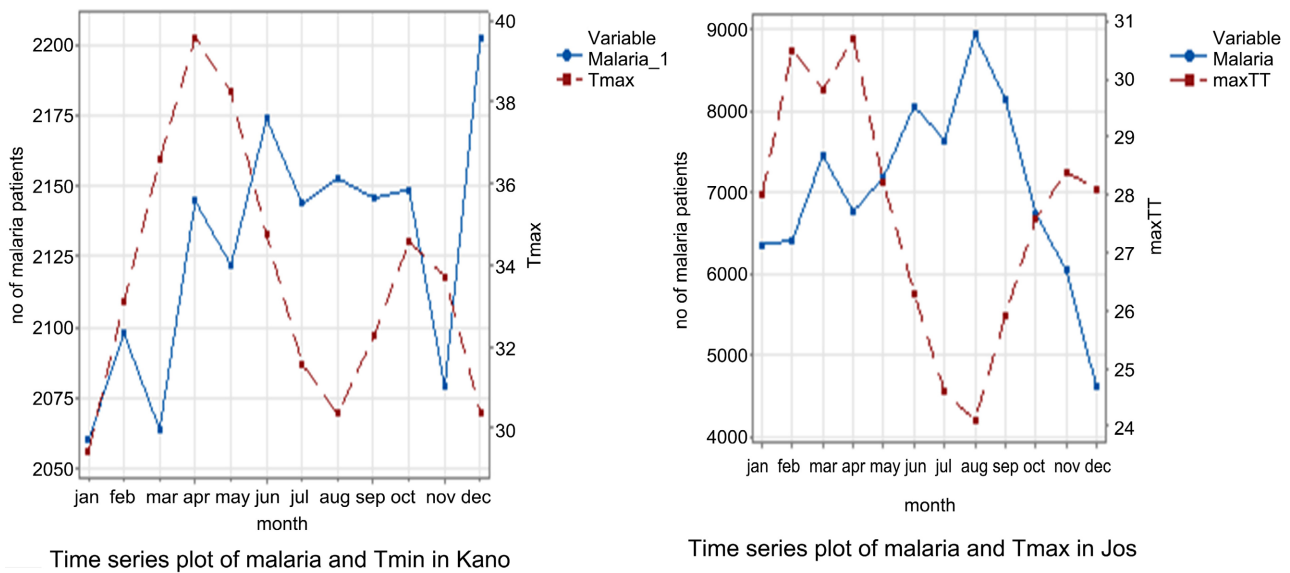 2200
2175
2150
2125
2100
2075
2050
no of malaria patients
40
38
36
34
32
30
Tmax
jan feb mar apr may jun jul aug sep oct nov dec
month
Variable
Malaria_1
Tmax
Time series plot of malaria and Tmin in Kano
9000
8000
7000
6000
5000
4000
no of malaria patients
31
30
29
28
27
26
25
24
maxTT
jan feb mar apr may jun jul aug sep oct nov dec
month
Variable
Malaria
maxTT
Time series plot of malaria and Tmax in Jos